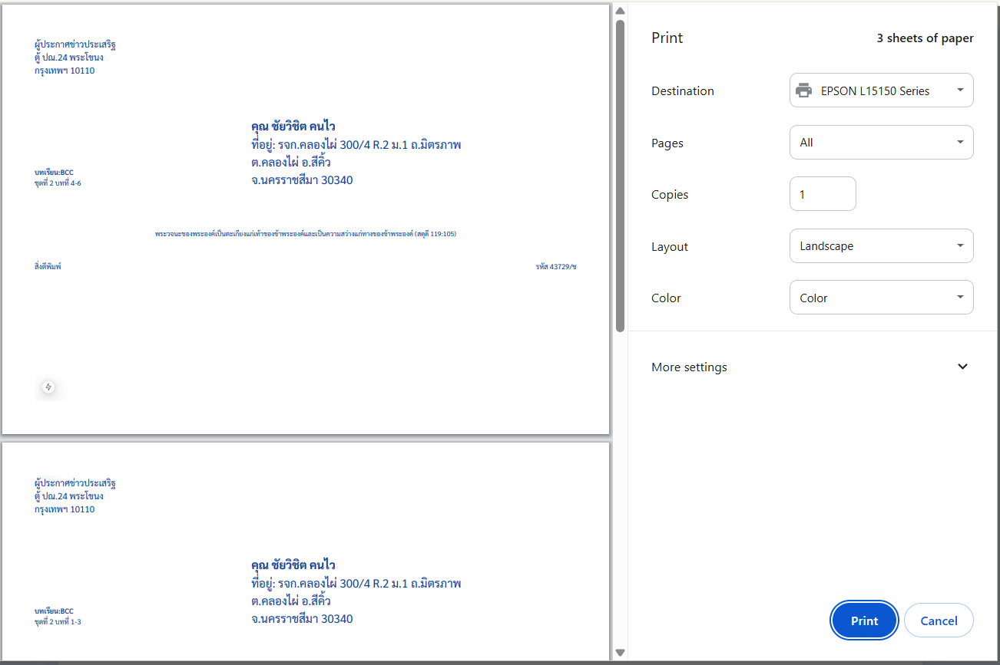 ผู้ประกาศข่าวประเสริฐ
ตู้ ปณ.24 พระโขนง
กรุงเทพฯ 10110
คุณ ชัยวิชิต คนไว
ที่อยู่: รจก.คลองไผ่ 300/4 R.2 ม.1 ถ.มิตรภาพ
ต.คลองไผ่ อ.สีคิ้ว
จ.นครราชสีมา 30340
บทเรียน:BCC
ชุดที่ 2 บทที่ 4-6
พระวจนะของพระองค์เป็นตะเกียงแก่เท้าของข้าพระองค์และเป็นความสว่างแก่ทางของข้าพระองค์ (สดุดี 119:105)
สิ่งตีพิมพ์
รหัส 43729/ช
ผู้ประกาศข่าวประเสริฐ
ตู้ ปณ.24 พระโขนง
กรุงเทพฯ 10110
คุณ ชัยวิชิต คนไว
ที่อยู่: รจก.คลองไผ่ 300/4 R.2 ม.1 ถ.มิตรภาพ
ต.คลองไผ่ อ.สีคิ้ว
จ.นครราชสีมา 30340
บทเรียน:BCC
ชุดที่ 2 บทที่ 1-3
Print
3 sheets of paper
Destination
EPSON L15150 Series
Pages
All
Copies
1
Layout
Landscape
Color
Color
More settings
Print
Cancel